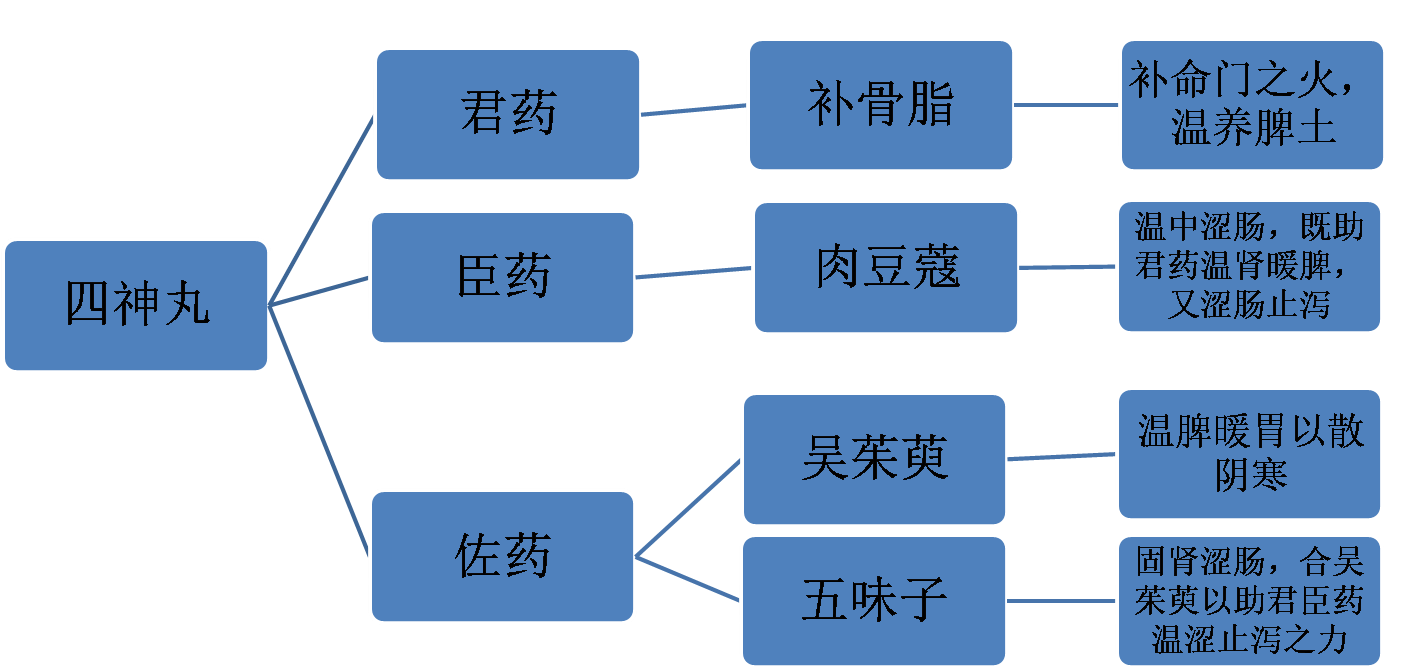 四神丸
君药
补骨脂
补命门之火，
温养脾土
臣药
肉豆蔻
温中涩肠，既助
君药温肾暖脾，
又涩肠止泻
佐药
吴茱萸
温脾暖胃以散
阴寒
五味子
固肾涩肠，合吴
茱萸以助君臣药
温涩止泻之力